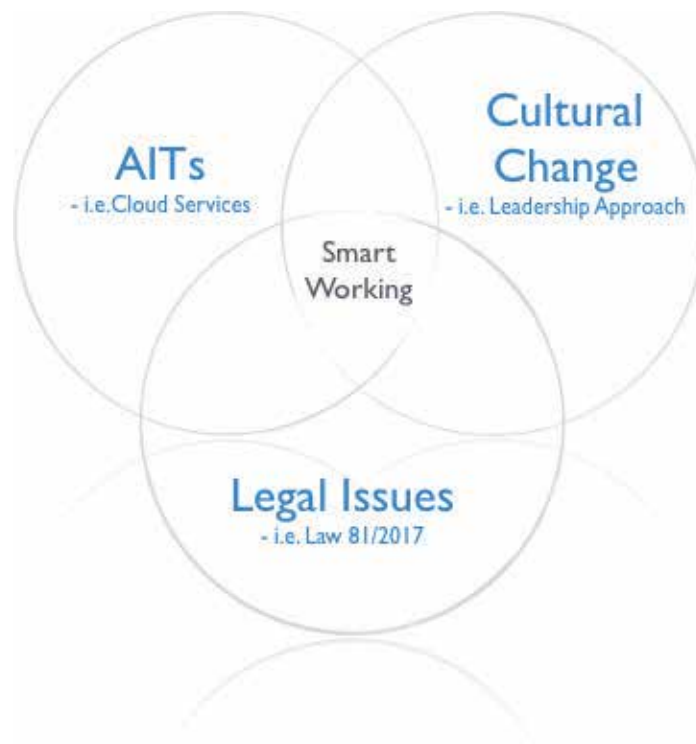 AITs
- i.e.Cloud Services
Cultural
Change
- i.e. Leadership Approach
Smart
Working
Legal Issues
- i.e. Law 81/2017